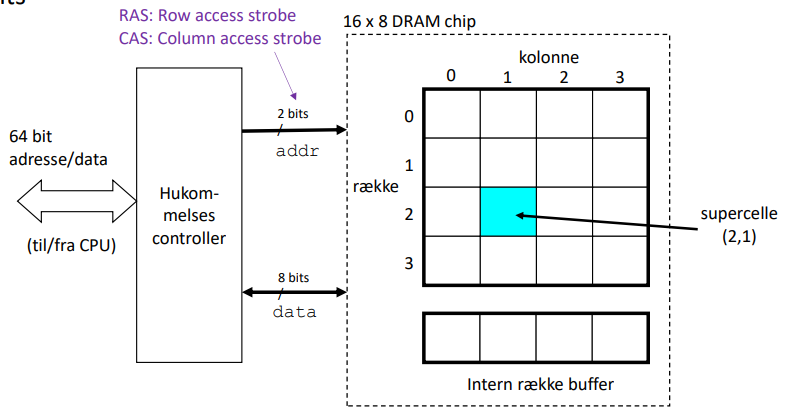 RAS: Row access strobe
CAS: Column access strobe
16 x 8 DRAM chip
kolonne
0 1 2 3
2 bits
addr
64 bit
adresse/data
(til/fra CPU)
Hukom-
melses
controller
række
0
1
2
3
supercelle
(2,1)
8 bits
data
Intern række buffer